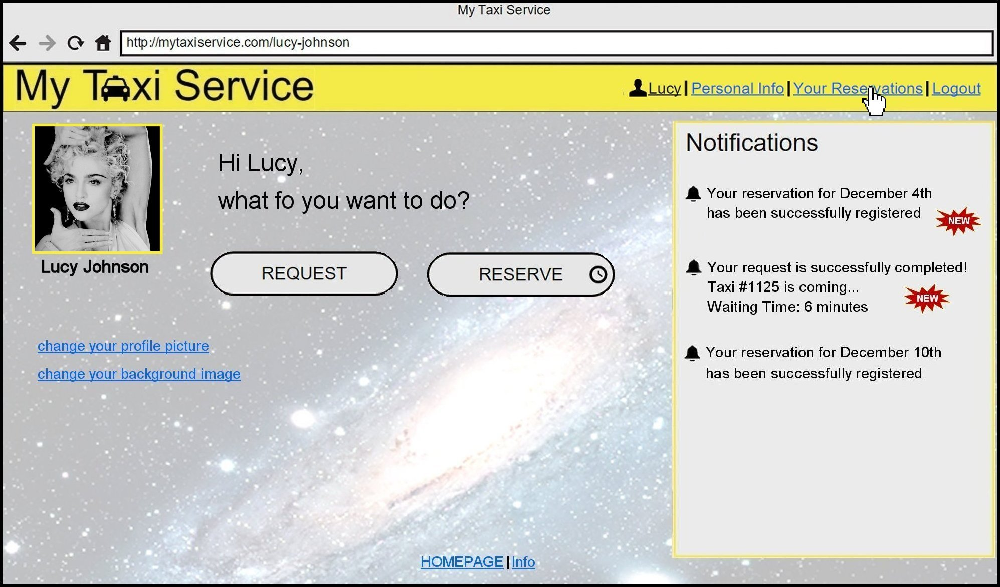 My Taxi Service
http://mytaxiservice.com/lucy-johnson
My Taxi Service
Lucy | Personal Info | Your Reservations | Logout
Lucy Johnson
Hi Lucy,
what fo you want to do?
REQUEST
RESERVE
change your profile picture
change your background image
Notifications
Your reservation for December 4th
has been successfully registered
NEW
Your request is successfully completed!
Taxi #1125 is coming...
Waiting Time: 6 minutes
NEW
Your reservation for December 10th
has been successfully registered
HOMEPAGE | Info